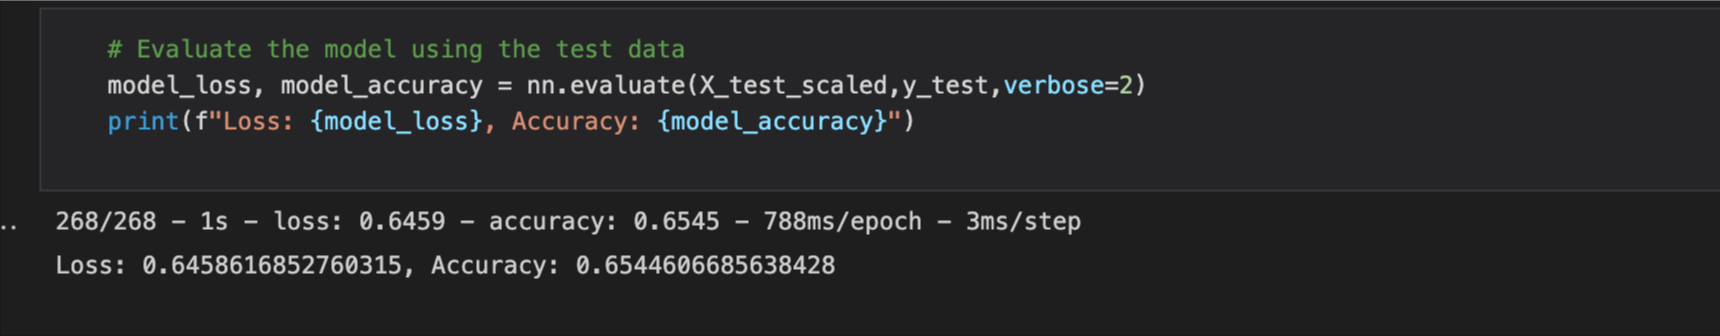 # Evaluate the model using the test data
model_loss, model_accuracy = nn.evaluate(X_test_scaled,y_test,verbose=2)
print(f"Loss: {model_loss}, Accuracy: {model_accuracy}")
..
268/268 - 1s - loss: 0.6459 - accuracy: 0.6545 - 788ms/epoch - 3ms/step
Loss: 0.6458616852760315, Accuracy: 0.6544606685638428